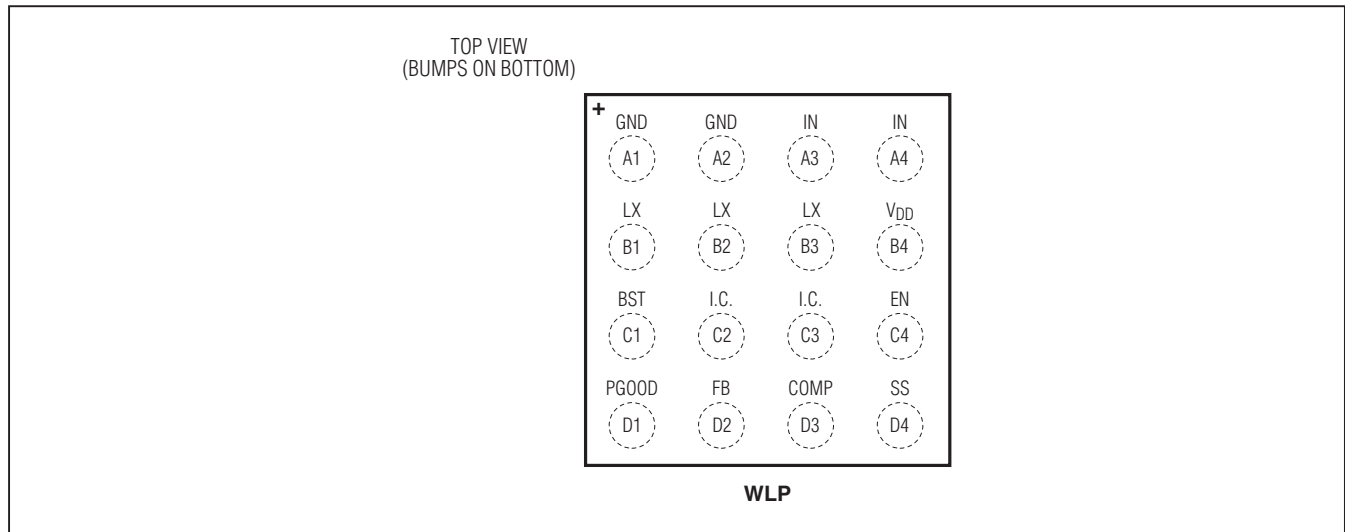 TOP VIEW
(BUMPS ON BOTTOM)
+
GND GND IN IN
A1 A2 A3 A4
LX LX LX VDD
B1 B2 B3 B4
BST I.C. I.C. EN
C1 C2 C3 C4
PGOOD FB COMP SS
D1 D2 D3 D4
WLP